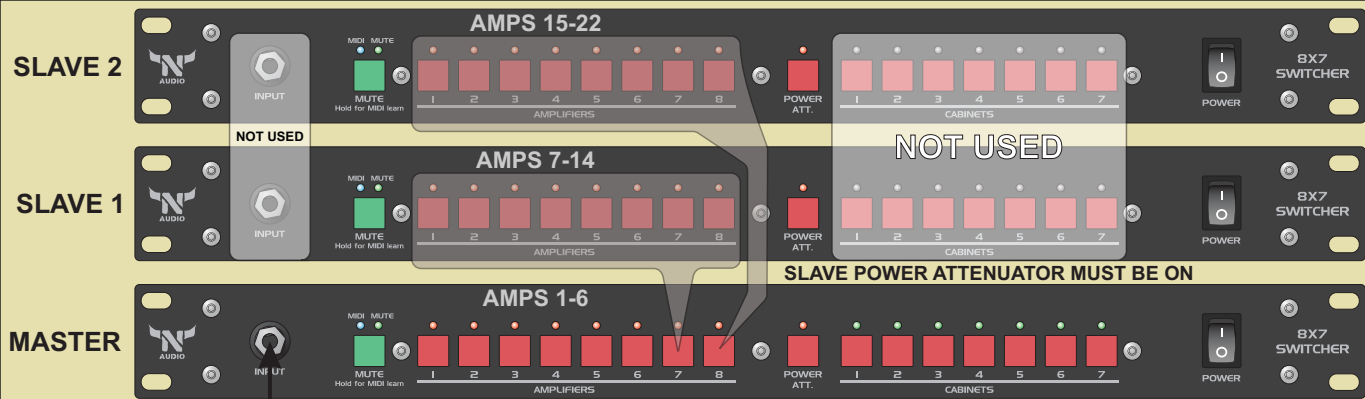 AMPS 15-22
SLAVE 2
N
AUDIO
INPUT
MIDI MUTE
MUTE
Hold for MIDI learn
1 2 3 4 5 6 7 8
AMPLIFIERS
POWER
ATT.
1 2 3 4 5 6 7
CABINETS
I
O
POWER
8X7
SWITCHER
NOT USED
NOT USED
AMPS 7-14
SLAVE 1
N
AUDIO
INPUT
MIDI MUTE
MUTE
Hold for MIDI learn
1 2 3 4 5 6 7 8
AMPLIFIERS
POWER
ATT.
1 2 3 4 5 6 7
CABINETS
I
O
POWER
8X7
SWITCHER
SLAVE POWER ATTENUATOR MUST BE ON
AMPS 1-6
MASTER
N
AUDIO
INPUT
MIDI MUTE
MUTE
Hold for MIDI learn
1 2 3 4 5 6 7 8
AMPLIFIERS
POWER
ATT.
1 2 3 4 5 6 7
CABINETS
I
O
POWER
8X7
SWITCHER